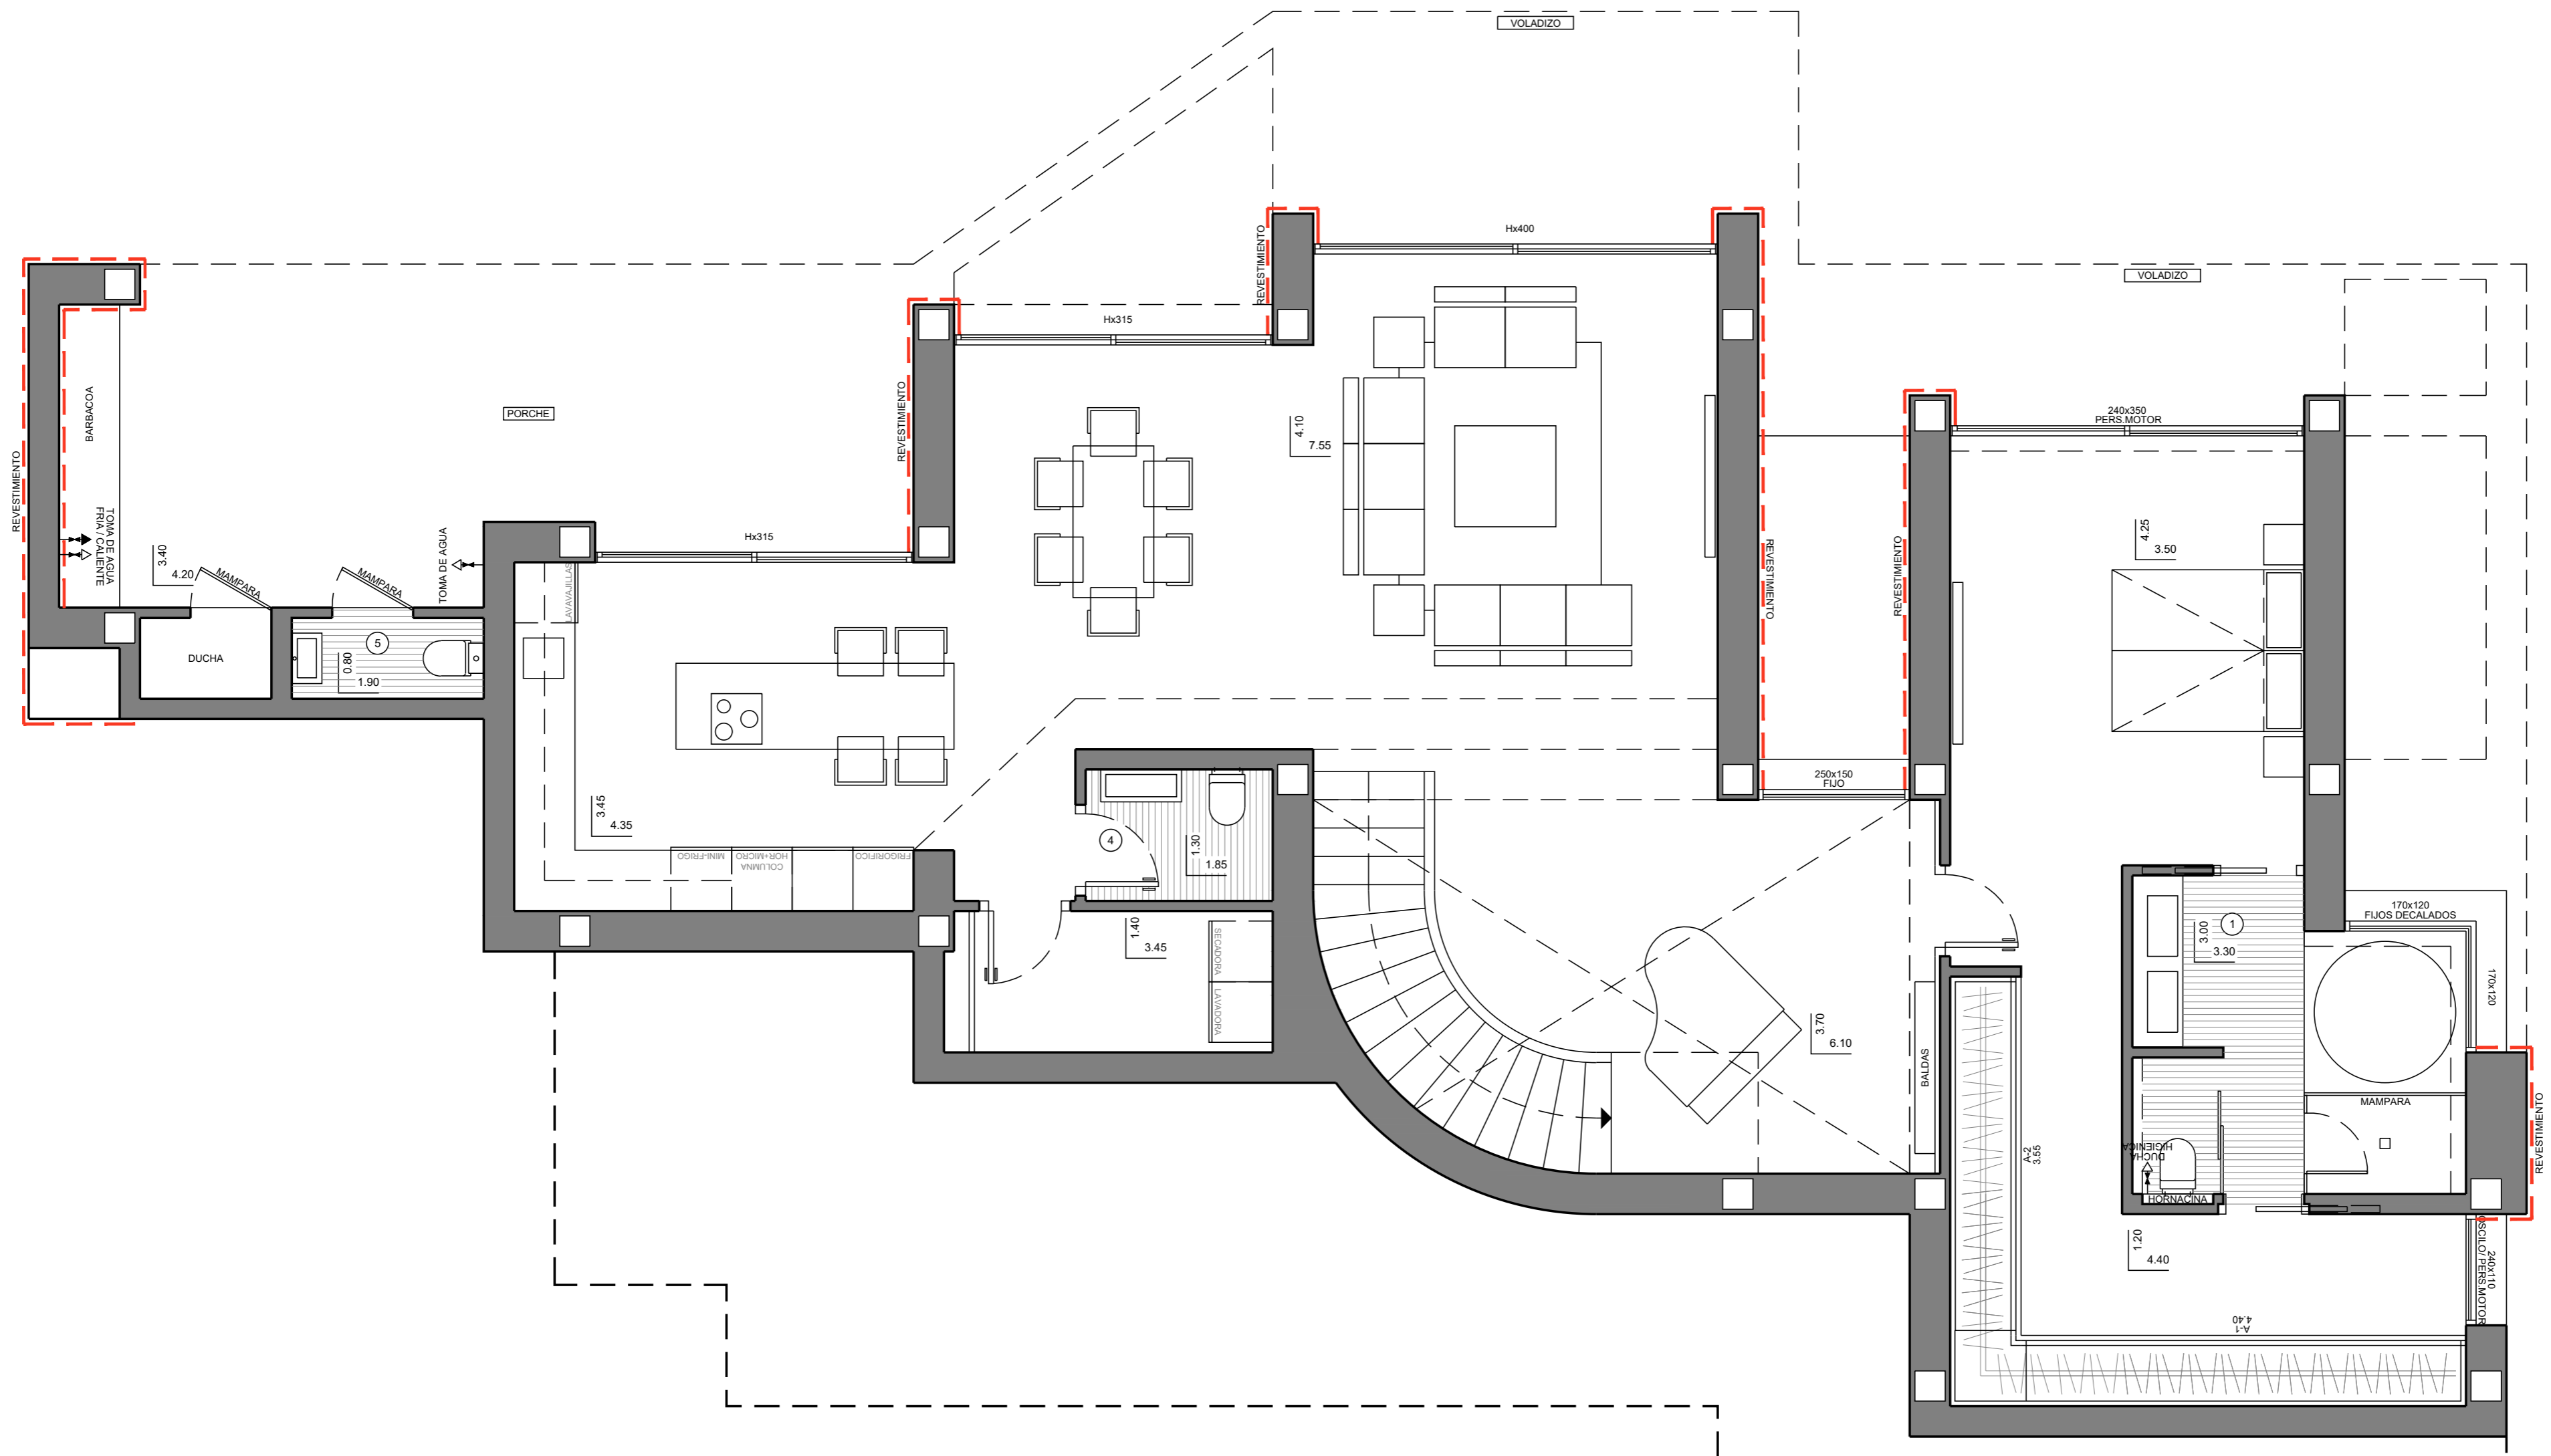 VOLADIZO
VOLADIZO
Hx400
Hx315
Hx315
REVESTIMIENTO
REVESTIMIENTO
REVESTIMIENTO
REVESTIMIENTO
REVESTIMIENTO
REVESTIMIENTO
BARBACOA
TOMA DE AGUA
FRIA / CALIENTE
PORCHE
3.40
4.20
MAMPARA
MAMPARA
TOMA DE AGUA
DUCHA
5
0.80
1.90
LAVAVAJILLAS
3.45
4.35
MINI-FRIGO
COLUMNA
HOR+MICRO
FRIGORIFICO
4.10
7.55
4
1.30
1.85
1.40
3.45
SECADORA
LAVADORA
250x150
FIJO
3.70
6.10
BALDAS
240x350
PERS.MOTOR
4.25
3.50
1
3.00
3.30
170x120
FIJOS DECALADOS
170x120
MAMPARA
DUCHA
HIGIENICA
HORNACINA
A-2
3.55
1.20
4.40
240x110
OSCILO/ PERS.MOTOR
A-1
4.40